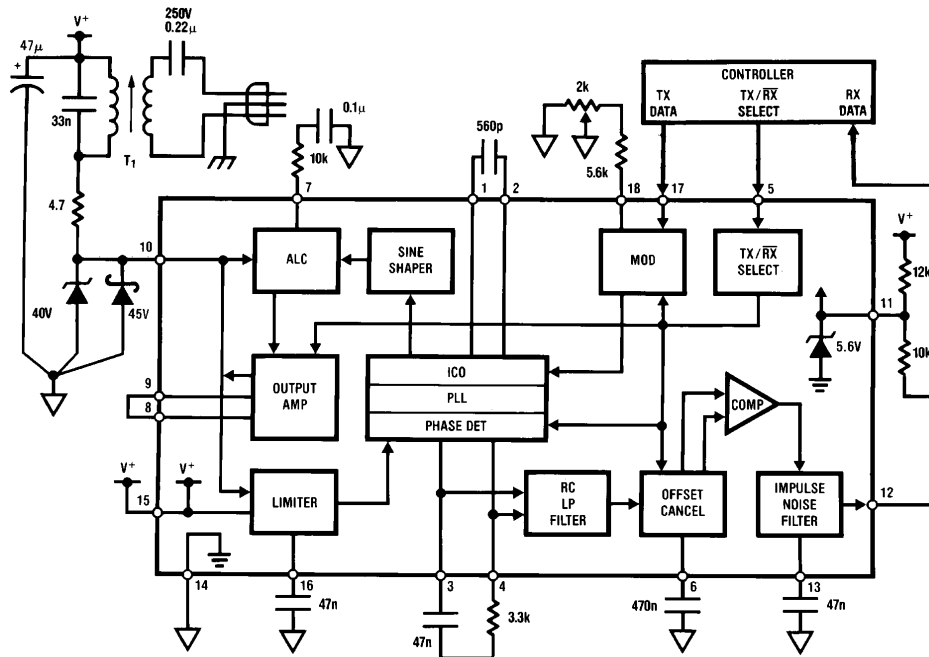 V+
47μ
+
33n
T1
250V
0.22μ
4.7
40V
45V
0.1μ
10k
560p
2k
5.6k
CONTROLLER
TX
DATA
TX/R̅X̅
SELECT
RX
DATA
7
1
2
18
17
5
10
ALC
SINE
SHAPER
MOD
TX/R̅X̅
SELECT
V+
12k
11
10k
5.6V
9
8
OUTPUT
AMP
ICO
PLL
PHASE DET
COMP
V+
V+
15
LIMITER
RC
LP
FILTER
OFFSET
CANCEL
IMPULSE
NOISE
FILTER
12
14
16
3
4
6
13
47n
47n
3.3k
470n
47n